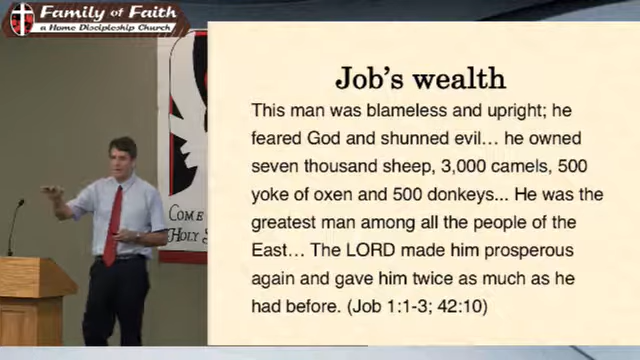 Family of Faith
a Home Discipleship Church
Job's wealth
This man was blameless and upright; he
feared God and shunned evil... he owned
seven thousand sheep, 3,000 camels, 500
yoke of oxen and 500 donkeys... He was the
greatest man among all the people of the
East... The LORD made him prosperous
again and gave him twice as much as he
had before. (Job 1:1-3; 42:10)
COME
HOLY